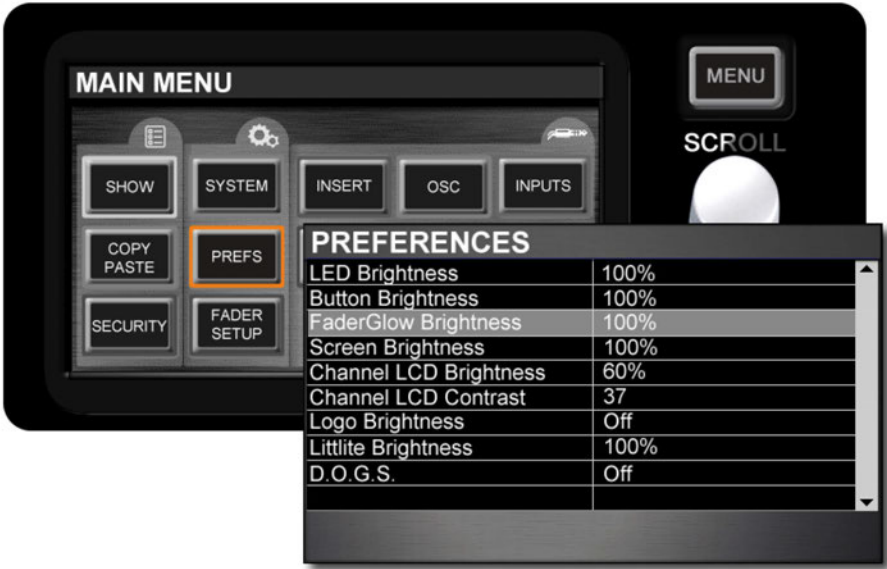 MAIN MENU
MENU
SCROLL
SHOW
SYSTEM
INSERT
OSC
INPUTS
COPY
PASTE
PREFS
SECURITY
FADER
SETUP
PREFERENCES
LED Brightness 100%
Button Brightness 100%
FaderGlow Brightness 100%
Screen Brightness 100%
Channel LCD Brightness 60%
Channel LCD Contrast 37
Logo Brightness Off
Littlite Brightness 100%
D.O.G.S. Off